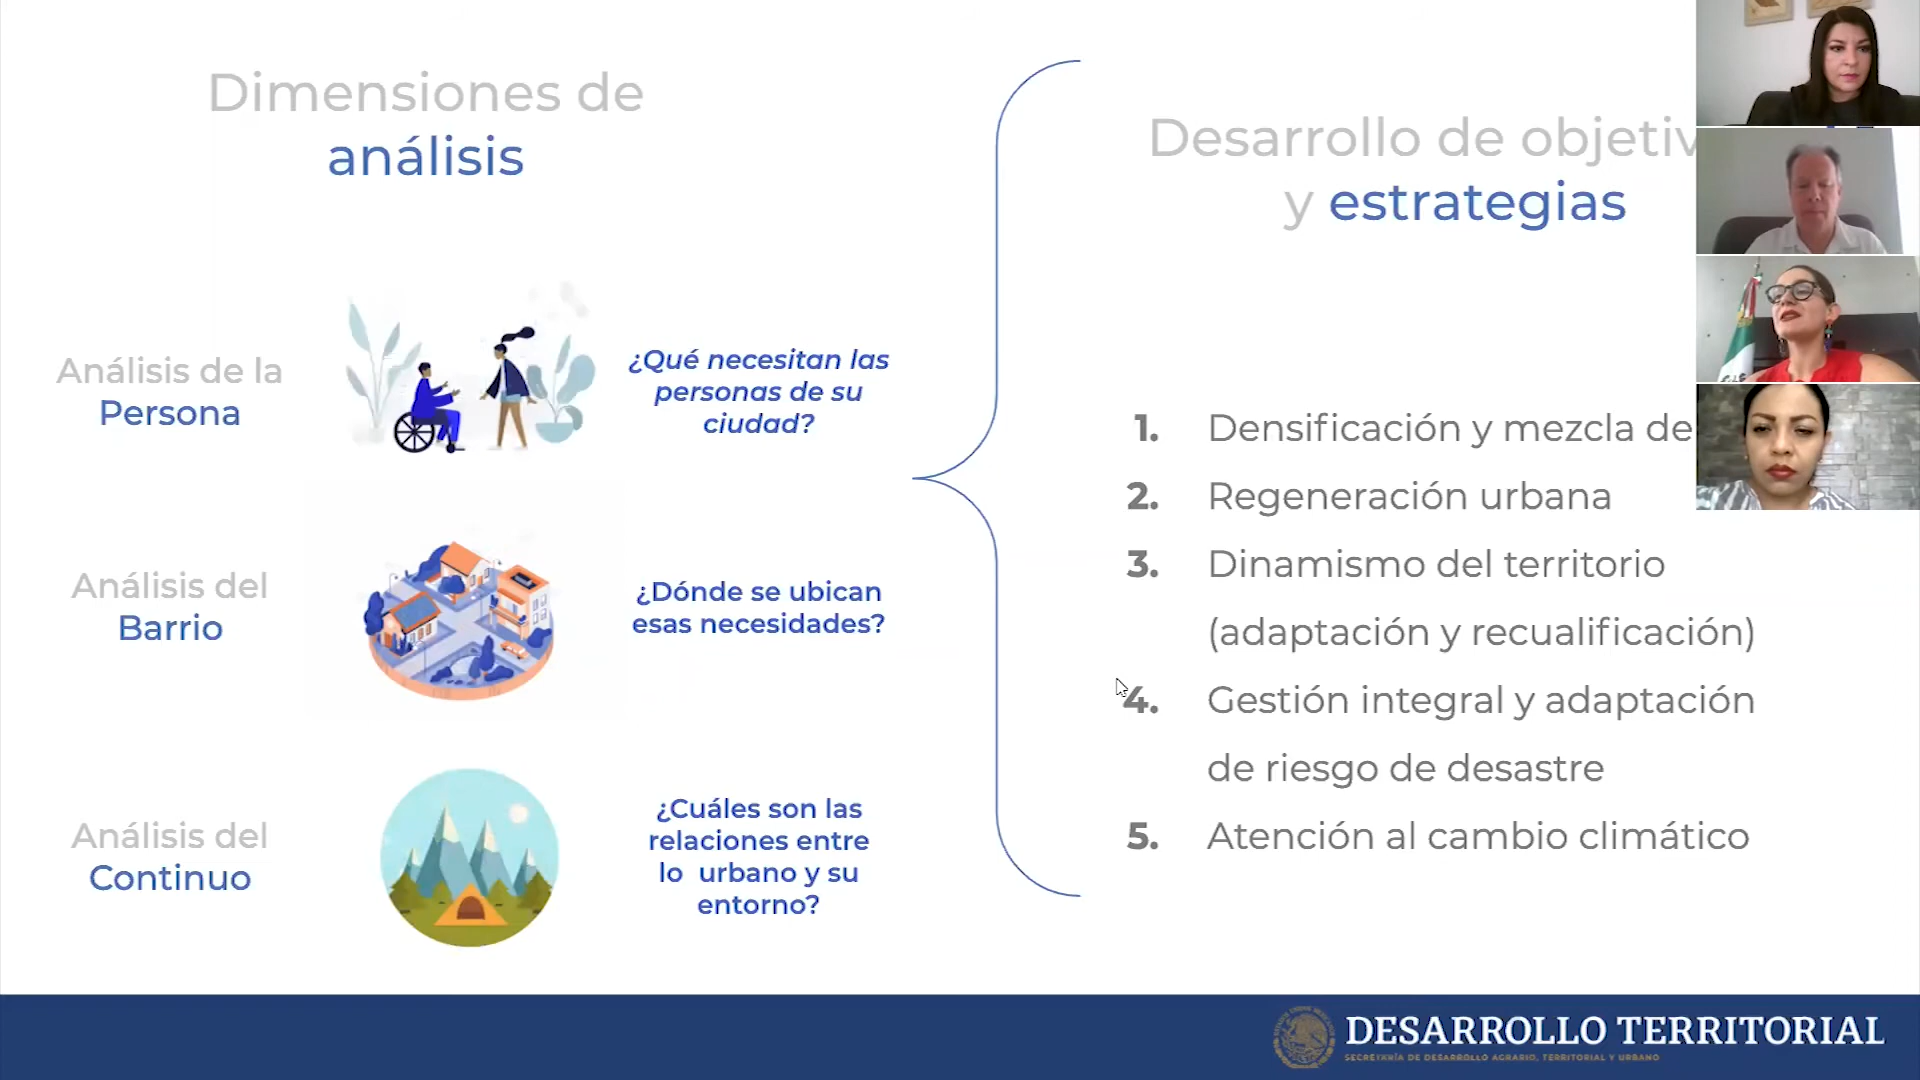 Dimensiones de
análisis
Análisis de la
Persona
¿Qué necesitan las
personas de su
ciudad?
Análisis del
Barrio
¿Dónde se ubican
esas necesidades?
Análisis del
Continuo
¿Cuáles son las
relaciones entre
lo urbano y su
entorno?
Desarrollo de objetiv
y estrategias
1. Densificación y mezcla de
2. Regeneración urbana
3. Dinamismo del territorio
(adaptación y recualificación)
4. Gestión integral y adaptación
de riesgo de desastre
5. Atención al cambio climático
DESARROLLO TERRITORIAL
SECRETARÍA DE DESARROLLO AGRARIO, TERRITORIAL Y URBANO